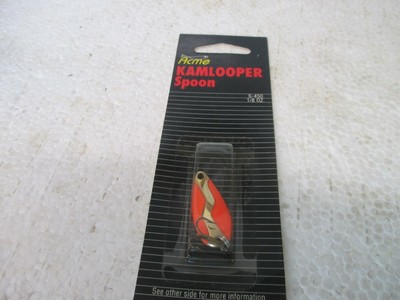 Acme
KAMLOOPER
Spoon
S-450
1/8 OZ
See other side for more information